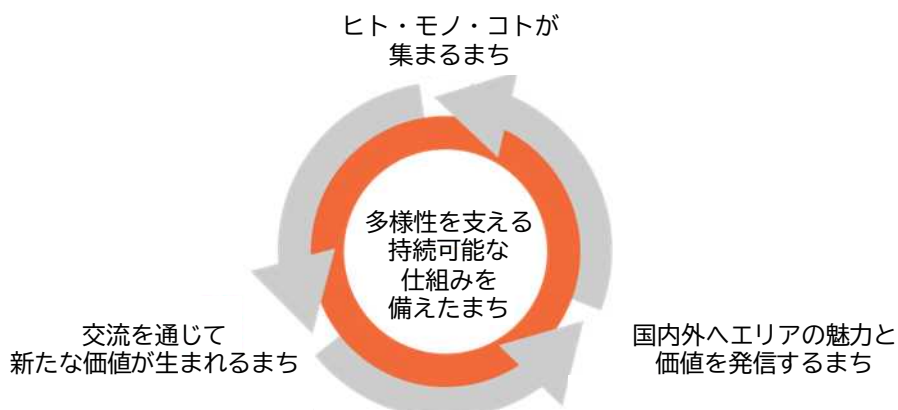 ヒト・モノ・コトが
集まるまち
多様性を支える
持続可能な
仕組みを
備えたまち
交流を通じて
新たな価値が生まれるまち
国内外へエリアの魅力と
価値を発信するまち